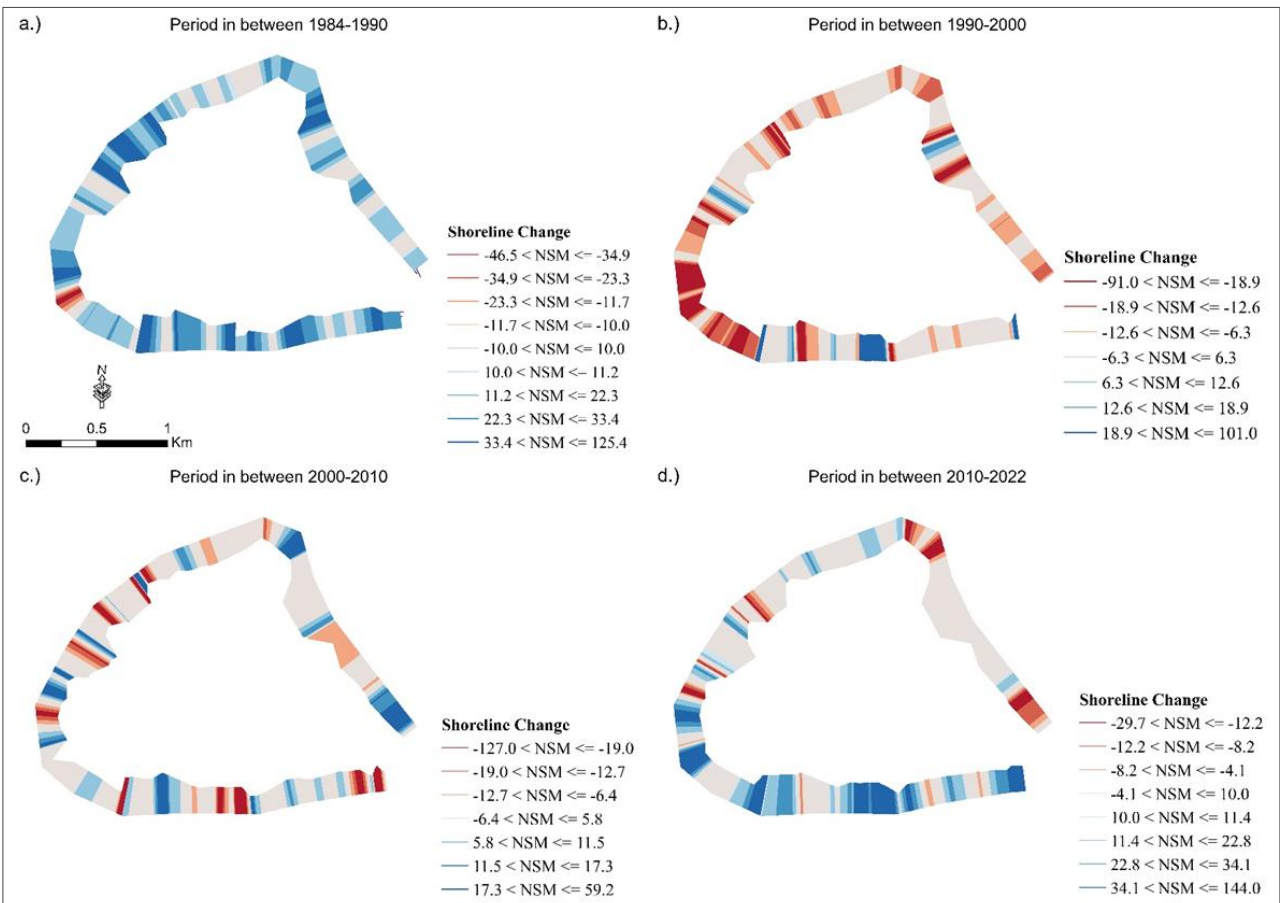 a.) Period in between 1984-1990
Shoreline Change
-46.5 < NSM <= -34.9
-34.9 < NSM <= -23.3
-23.3 < NSM <= -11.7
-11.7 < NSM <= -10.0
-10.0 < NSM <= 10.0
10.0 < NSM <= 11.2
11.2 < NSM <= 22.3
22.3 < NSM <= 33.4
33.4 < NSM <= 125.4
N
0 0.5 1
Km
b.) Period in between 1990-2000
Shoreline Change
-91.0 < NSM <= -18.9
-18.9 < NSM <= -12.6
-12.6 < NSM <= -6.3
-6.3 < NSM <= 6.3
6.3 < NSM <= 12.6
12.6 < NSM <= 18.9
18.9 < NSM <= 101.0
c.) Period in between 2000-2010
Shoreline Change
-127.0 < NSM <= -19.0
-19.0 < NSM <= -12.7
-12.7 < NSM <= -6.4
-6.4 < NSM <= 5.8
5.8 < NSM <= 11.5
11.5 < NSM <= 17.3
17.3 < NSM <= 59.2
d.) Period in between 2010-2022
Shoreline Change
-29.7 < NSM <= -12.2
-12.2 < NSM <= -8.2
-8.2 < NSM <= -4.1
-4.1 < NSM <= 10.0
10.0 < NSM <= 11.4
11.4 < NSM <= 22.8
22.8 < NSM <= 34.1
34.1 < NSM <= 144.0